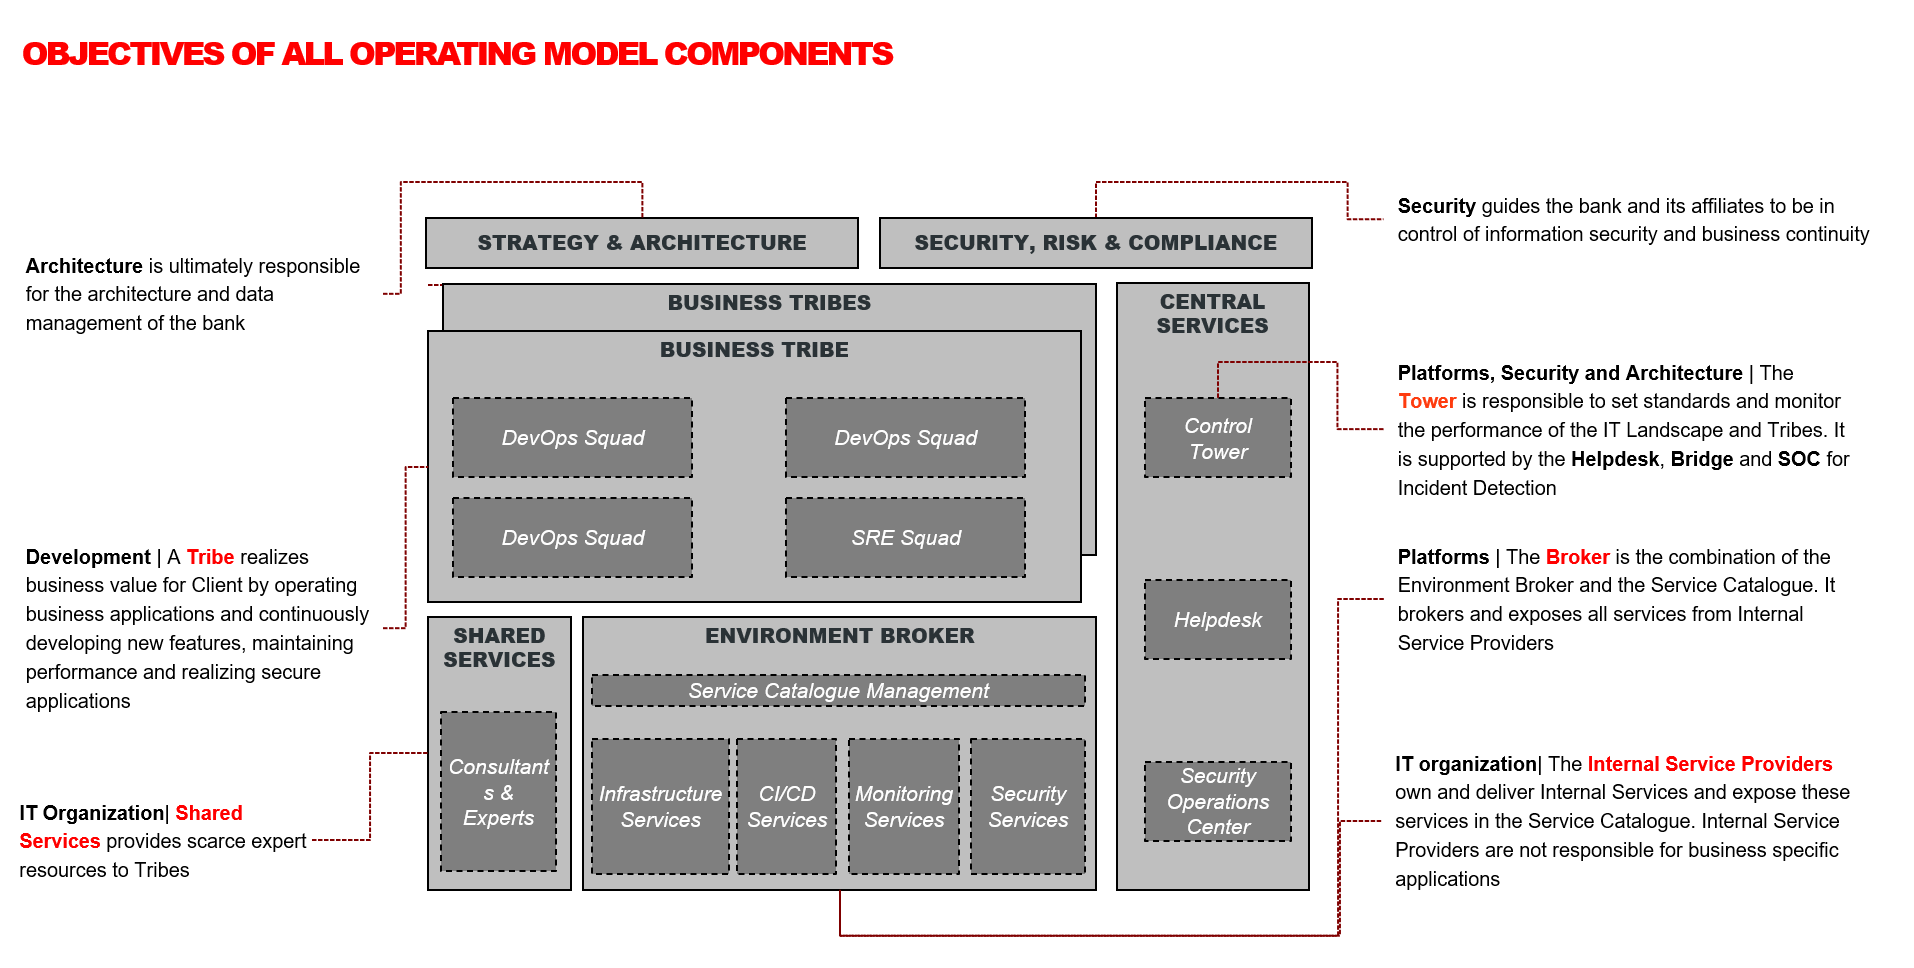 OBJECTIVES OF ALL OPERATING MODEL COMPONENTS
STRATEGY & ARCHITECTURE
SECURITY, RISK & COMPLIANCE
Security guides the bank and its affiliates to be in
control of information security and business continuity
Architecture is ultimately responsible
for the architecture and data
management of the bank
BUSINESS TRIBES
BUSINESS TRIBE
DevOps Squad
DevOps Squad
DevOps Squad
SRE Squad
CENTRAL
SERVICES
Control
Tower
Helpdesk
Security
Operations
Center
Platforms, Security and Architecture | The
Tower is responsible to set standards and monitor
the performance of the IT Landscape and Tribes. It
is supported by the Helpdesk, Bridge and SOC for
Incident Detection
Development | A Tribe realizes
business value for Client by operating
business applications and continuously
developing new features, maintaining
performance and realizing secure
applications
Platforms | The Broker is the combination of the
Environment Broker and the Service Catalogue. It
brokers and exposes all services from Internal
Service Providers
SHARED
SERVICES
Consultant
s &
Experts
ENVIRONMENT BROKER
Service Catalogue Management
Infrastructure
Services
CI/CD
Services
Monitoring
Services
Security
Services
IT Organization| Shared
Services provides scarce expert
resources to Tribes
IT organization| The Internal Service Providers
own and deliver Internal Services and expose these
services in the Service Catalogue. Internal Service
Providers are not responsible for business specific
applications